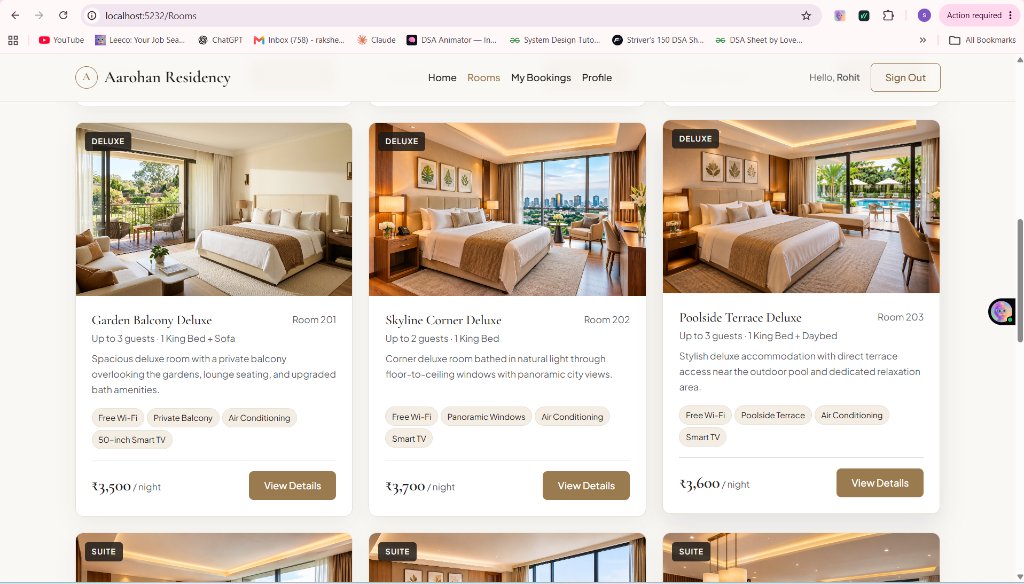 localhost:5232/Rooms
Action required
YouTube
Leeco: Your Job Sea...
ChatGPT
Inbox (758) - rakshe...
Claude
DSA Animator — In...
System Design Tuto...
Striver's 150 DSA Sh...
DSA Sheet by Love...
»
All Bookmarks
A
Aarohan Residency
Home
Rooms
My Bookings
Profile
Hello, Rohit
Sign Out
DELUXE
Garden Balcony Deluxe
Room 201
Up to 3 guests · 1 King Bed + Sofa
Spacious deluxe room with a private balcony
overlooking the gardens, lounge seating, and upgraded
bath amenities.
Free Wi-Fi
Private Balcony
Air Conditioning
50-inch Smart TV
₹3,500 / night
View Details
DELUXE
Skyline Corner Deluxe
Room 202
Up to 2 guests · 1 King Bed
Corner deluxe room bathed in natural light through
floor-to-ceiling windows with panoramic city views.
Free Wi-Fi
Panoramic Windows
Air Conditioning
Smart TV
₹3,700 / night
View Details
DELUXE
Poolside Terrace Deluxe
Room 203
Up to 3 guests · 1 King Bed + Daybed
Stylish deluxe accommodation with direct terrace
access near the outdoor pool and dedicated relaxation
area.
Free Wi-Fi
Poolside Terrace
Air Conditioning
Smart TV
₹3,600 / night
View Details
SUITE
SUITE
SUITE